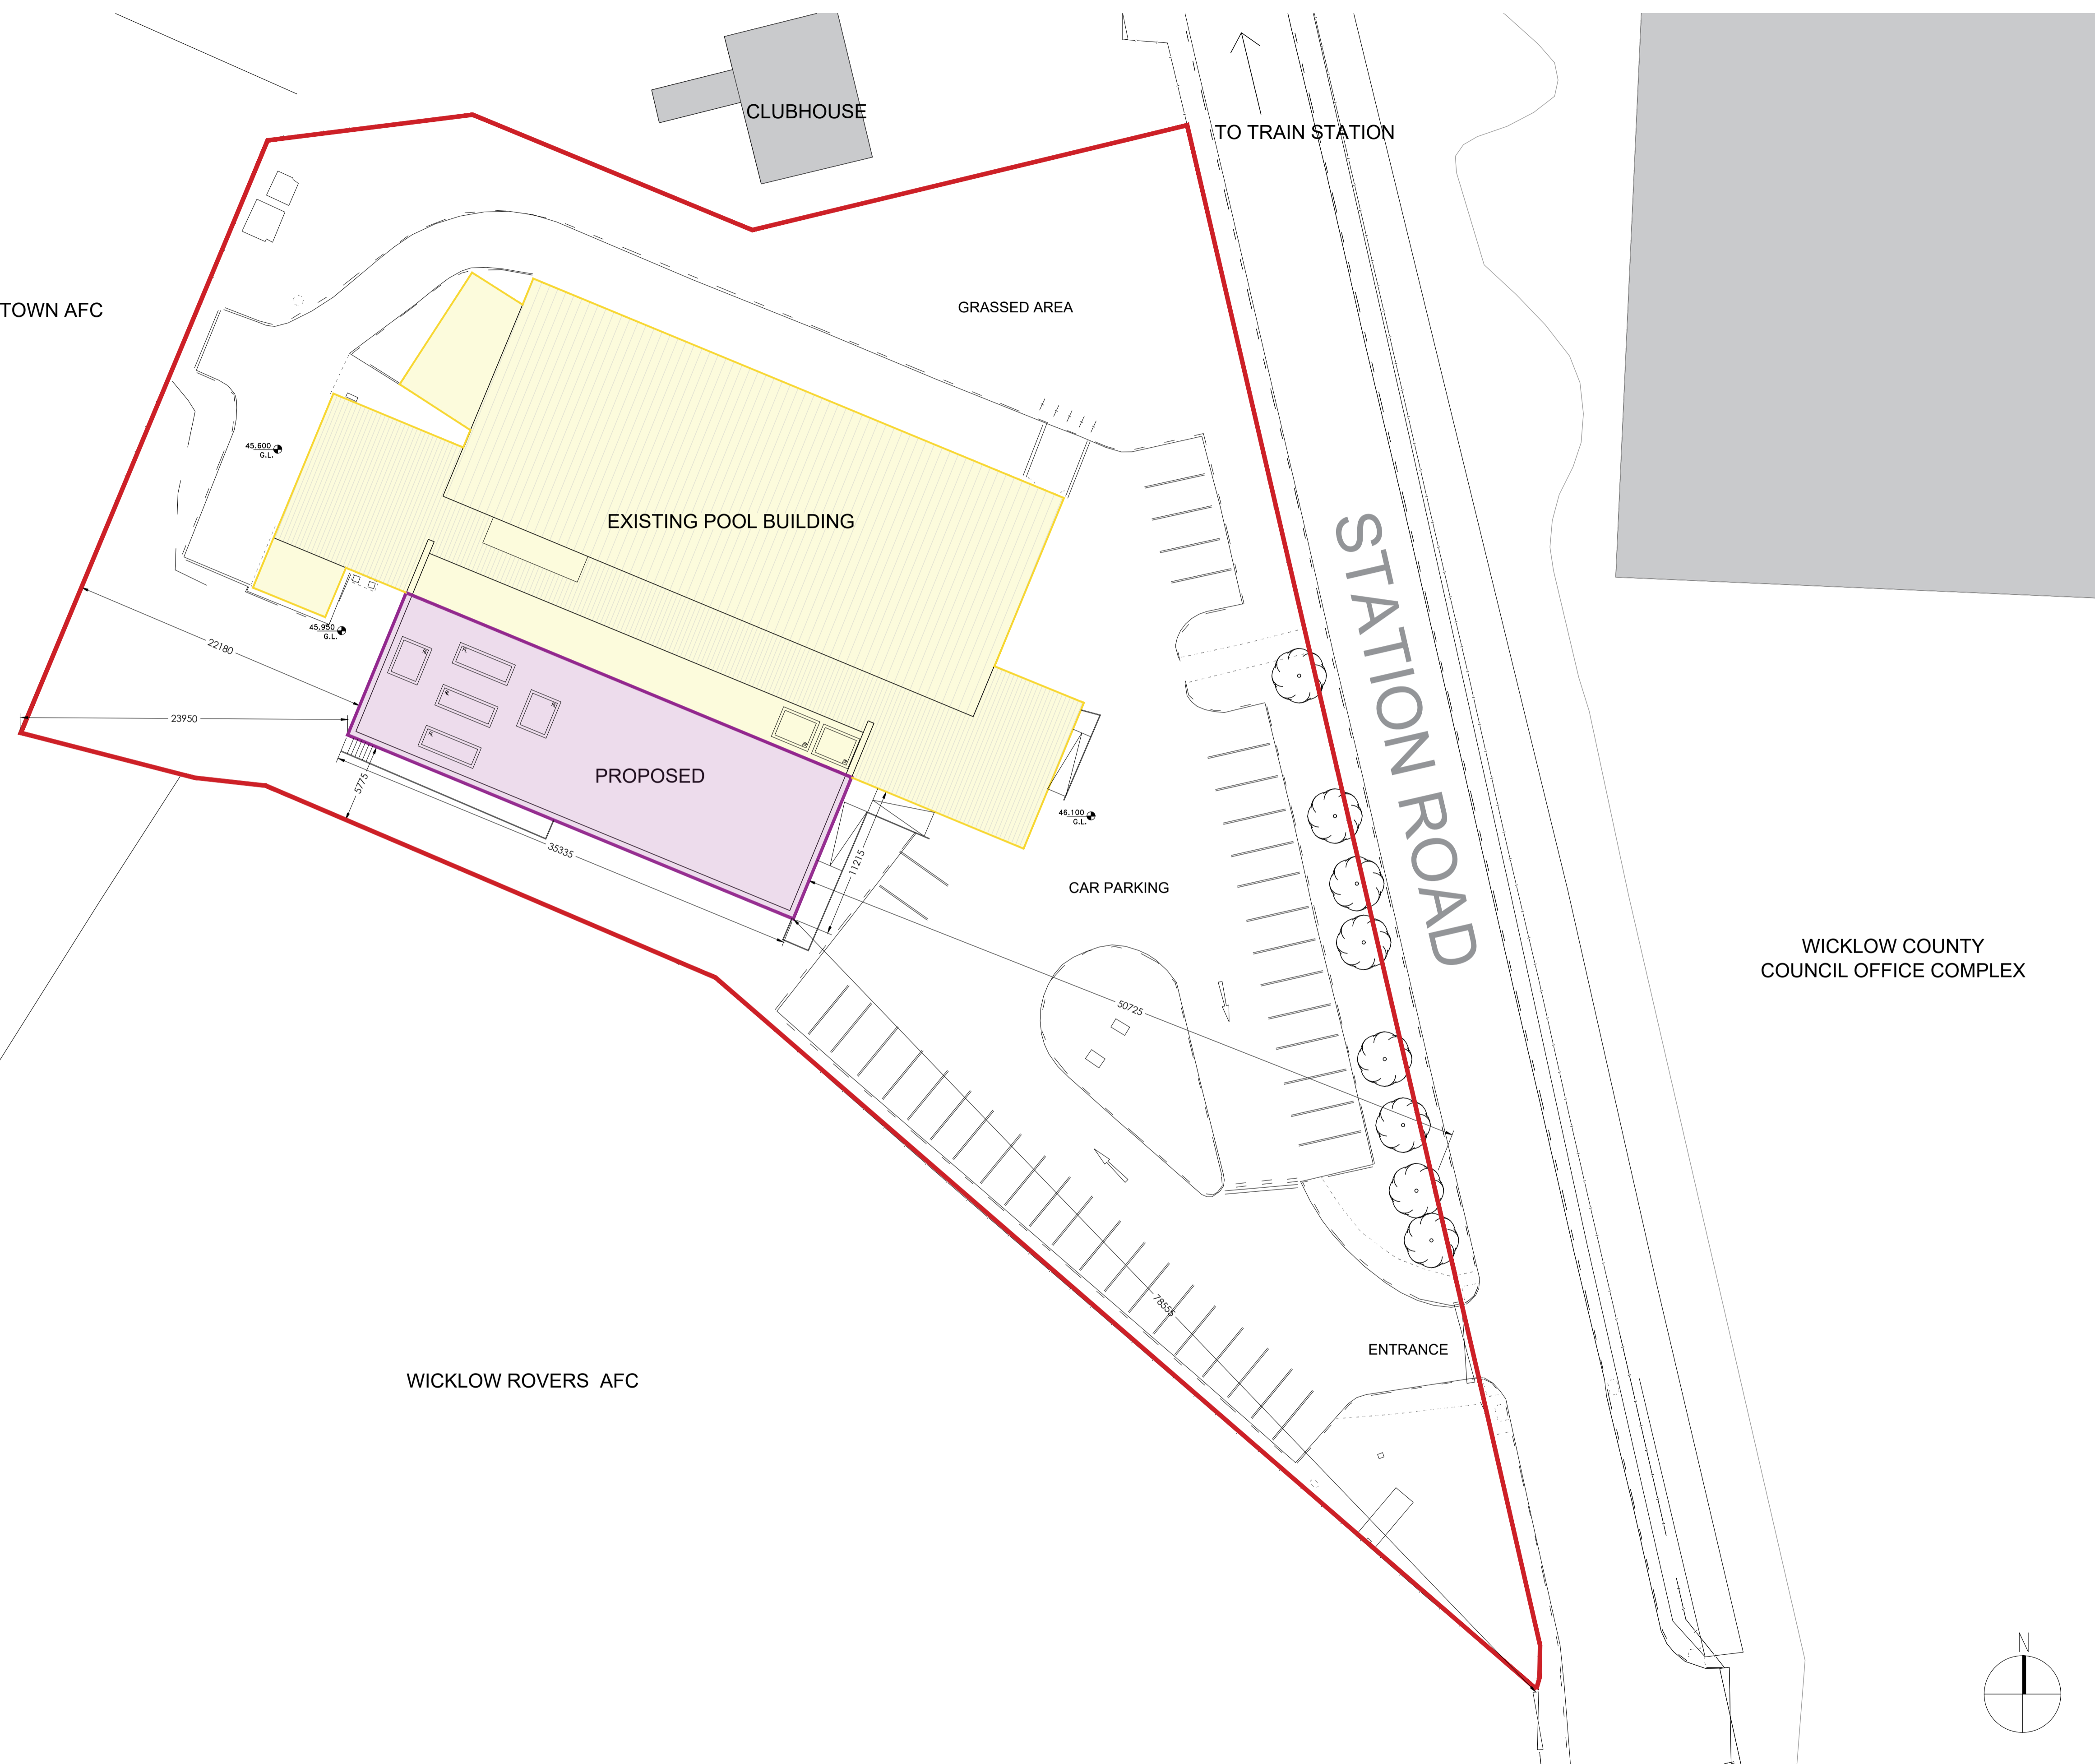 CLUBHOUSE
TO TRAIN STATION
TOWN AFC
GRASSED AREA
45.600
G.L.
EXISTING POOL BUILDING
STATION ROAD
45.950
G.L.
22180
23950
PROPOSED
5775
46.100
G.L.
35335
11215
CAR PARKING
WICKLOW COUNTY
COUNCIL OFFICE COMPLEX
50725
78555
ENTRANCE
WICKLOW ROVERS  AFC
N